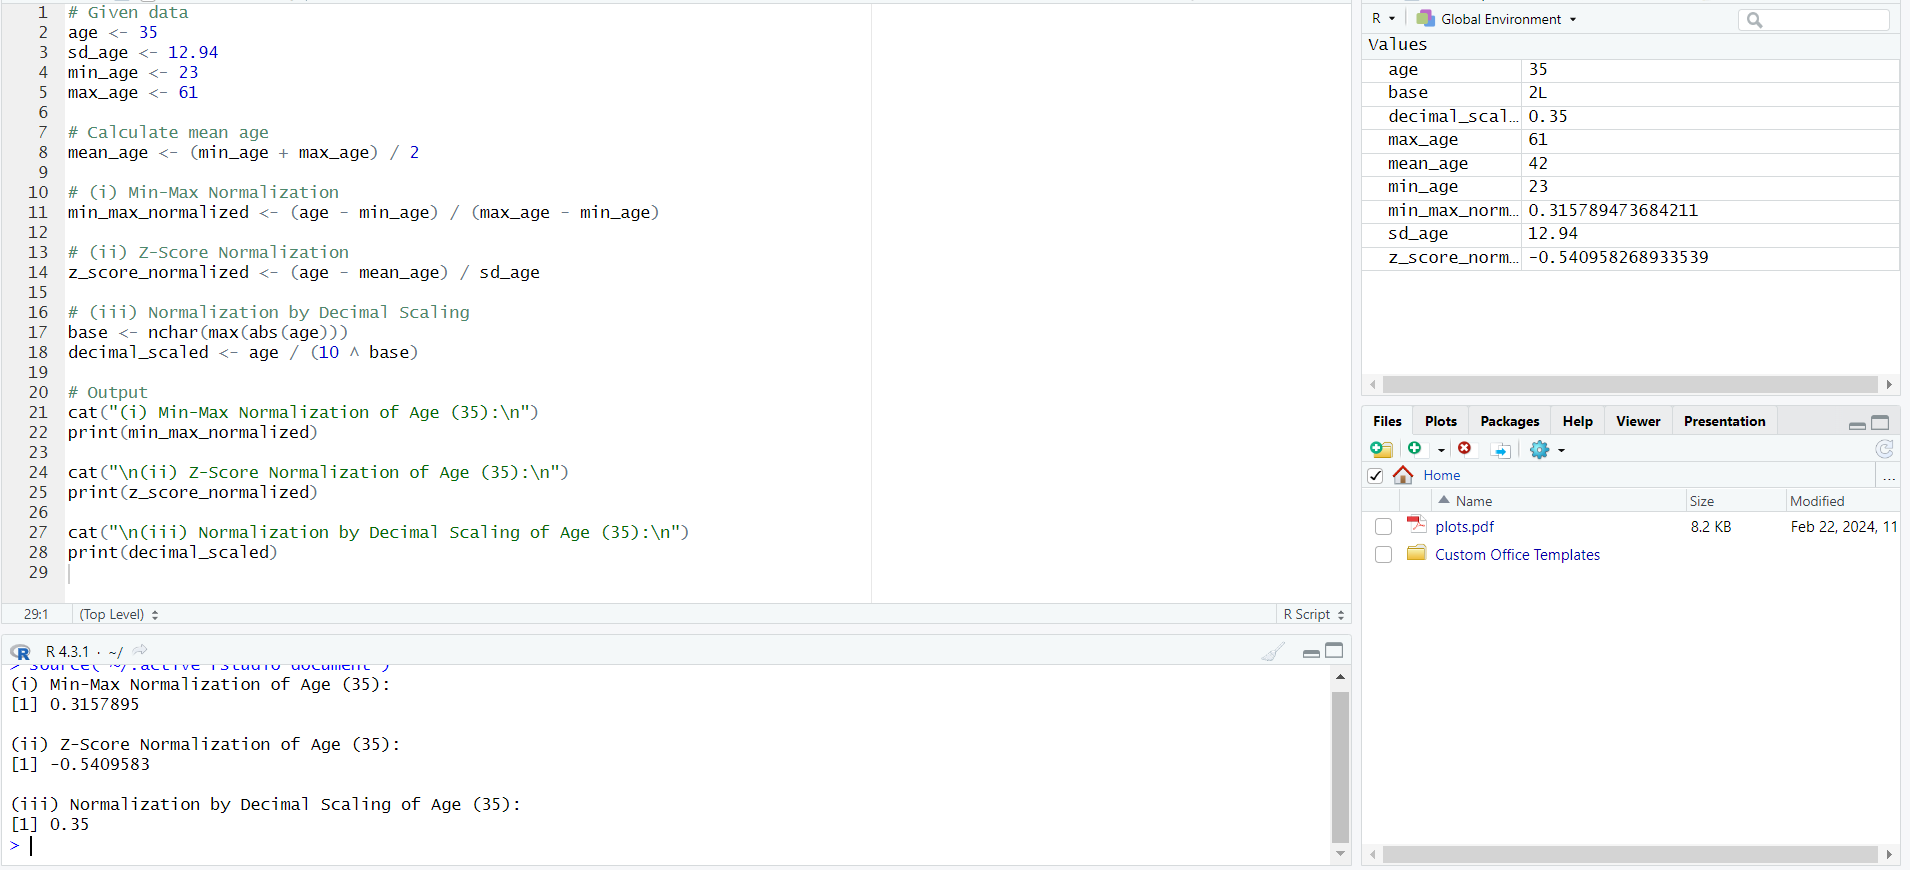 1 # Given data
2 age <- 35
3 sd_age <- 12.94
4 min_age <- 23
5 max_age <- 61
6
7 # Calculate mean age
8 mean_age <- (min_age + max_age) / 2
9
10 # (i) Min-Max Normalization
11 min_max_normalized <- (age - min_age) / (max_age - min_age)
12
13 # (ii) Z-Score Normalization
14 z_score_normalized <- (age - mean_age) / sd_age
15
16 # (iii) Normalization by Decimal Scaling
17 base <- nchar(max(abs(age)))
18 decimal_scaled <- age / (10 ^ base)
19
20 # Output
21 cat("(i) Min-Max Normalization of Age (35):\n")
22 print(min_max_normalized)
23
24 cat("\n(ii) Z-Score Normalization of Age (35):\n")
25 print(z_score_normalized)
26
27 cat("\n(iii) Normalization by Decimal Scaling of Age (35):\n")
28 print(decimal_scaled)
29
29:1 (Top Level) R Script
R 4.3.1 · ~/
> source("~/.active-rstudio-document")
(i) Min-Max Normalization of Age (35):
[1] 0.3157895
(ii) Z-Score Normalization of Age (35):
[1] -0.5409583
(iii) Normalization by Decimal Scaling of Age (35):
[1] 0.35
>
R Global Environment
Values
age 35
base 2L
decimal_scal… 0.35
max_age 61
mean_age 42
min_age 23
min_max_norm… 0.315789473684211
sd_age 12.94
z_score_norm… -0.540958268933539
Files Plots Packages Help Viewer Presentation
Home ...
Name Size Modified
plots.pdf 8.2 KB Feb 22, 2024, 11
Custom Office Templates